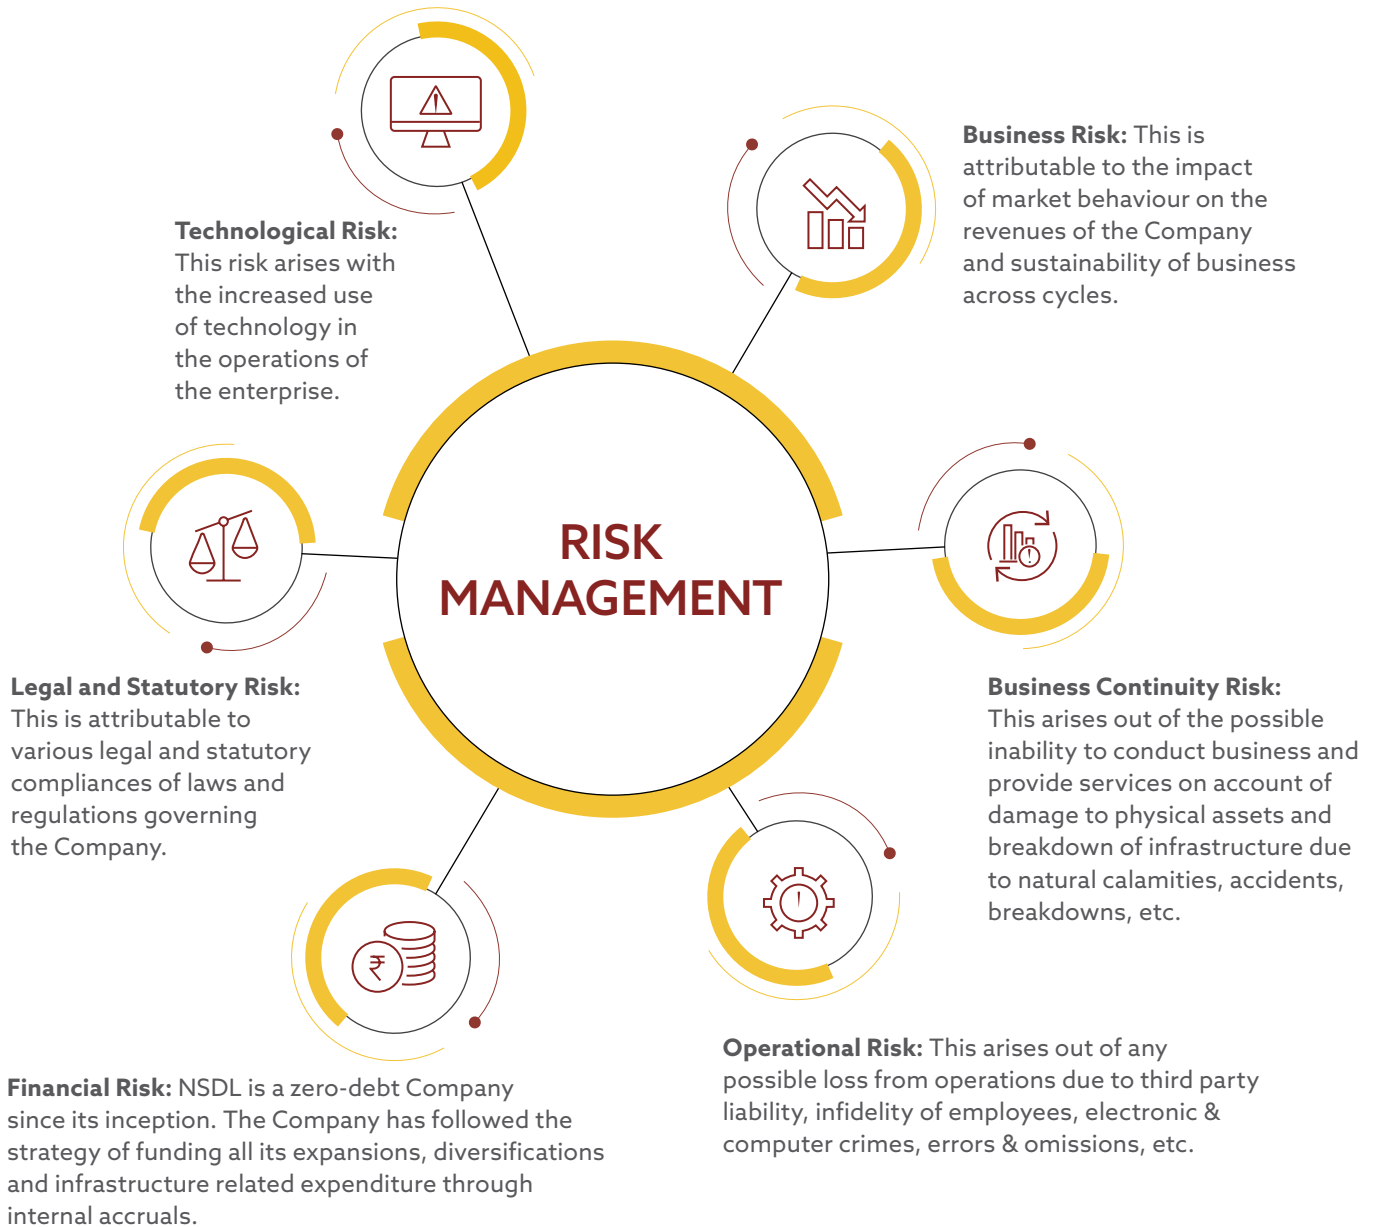 Technological Risk:
This risk arises with
the increased use
of technology in
the operations of
the enterprise.
Business Risk: This is
attributable to the impact
of market behaviour on the
revenues of the Company
and sustainability of business
across cycles.
RISK
MANAGEMENT
Legal and Statutory Risk:
This is attributable to
various legal and statutory
compliances of laws and
regulations governing
the Company.
Business Continuity Risk:
This arises out of the possible
inability to conduct business and
provide services on account of
damage to physical assets and
breakdown of infrastructure due
to natural calamities, accidents,
breakdowns, etc.
₹
Financial Risk: NSDL is a zero-debt Company
since its inception. The Company has followed the
strategy of funding all its expansions, diversifications
and infrastructure related expenditure through
internal accruals.
Operational Risk: This arises out of any
possible loss from operations due to third party
liability, infidelity of employees, electronic &
computer crimes, errors & omissions, etc.